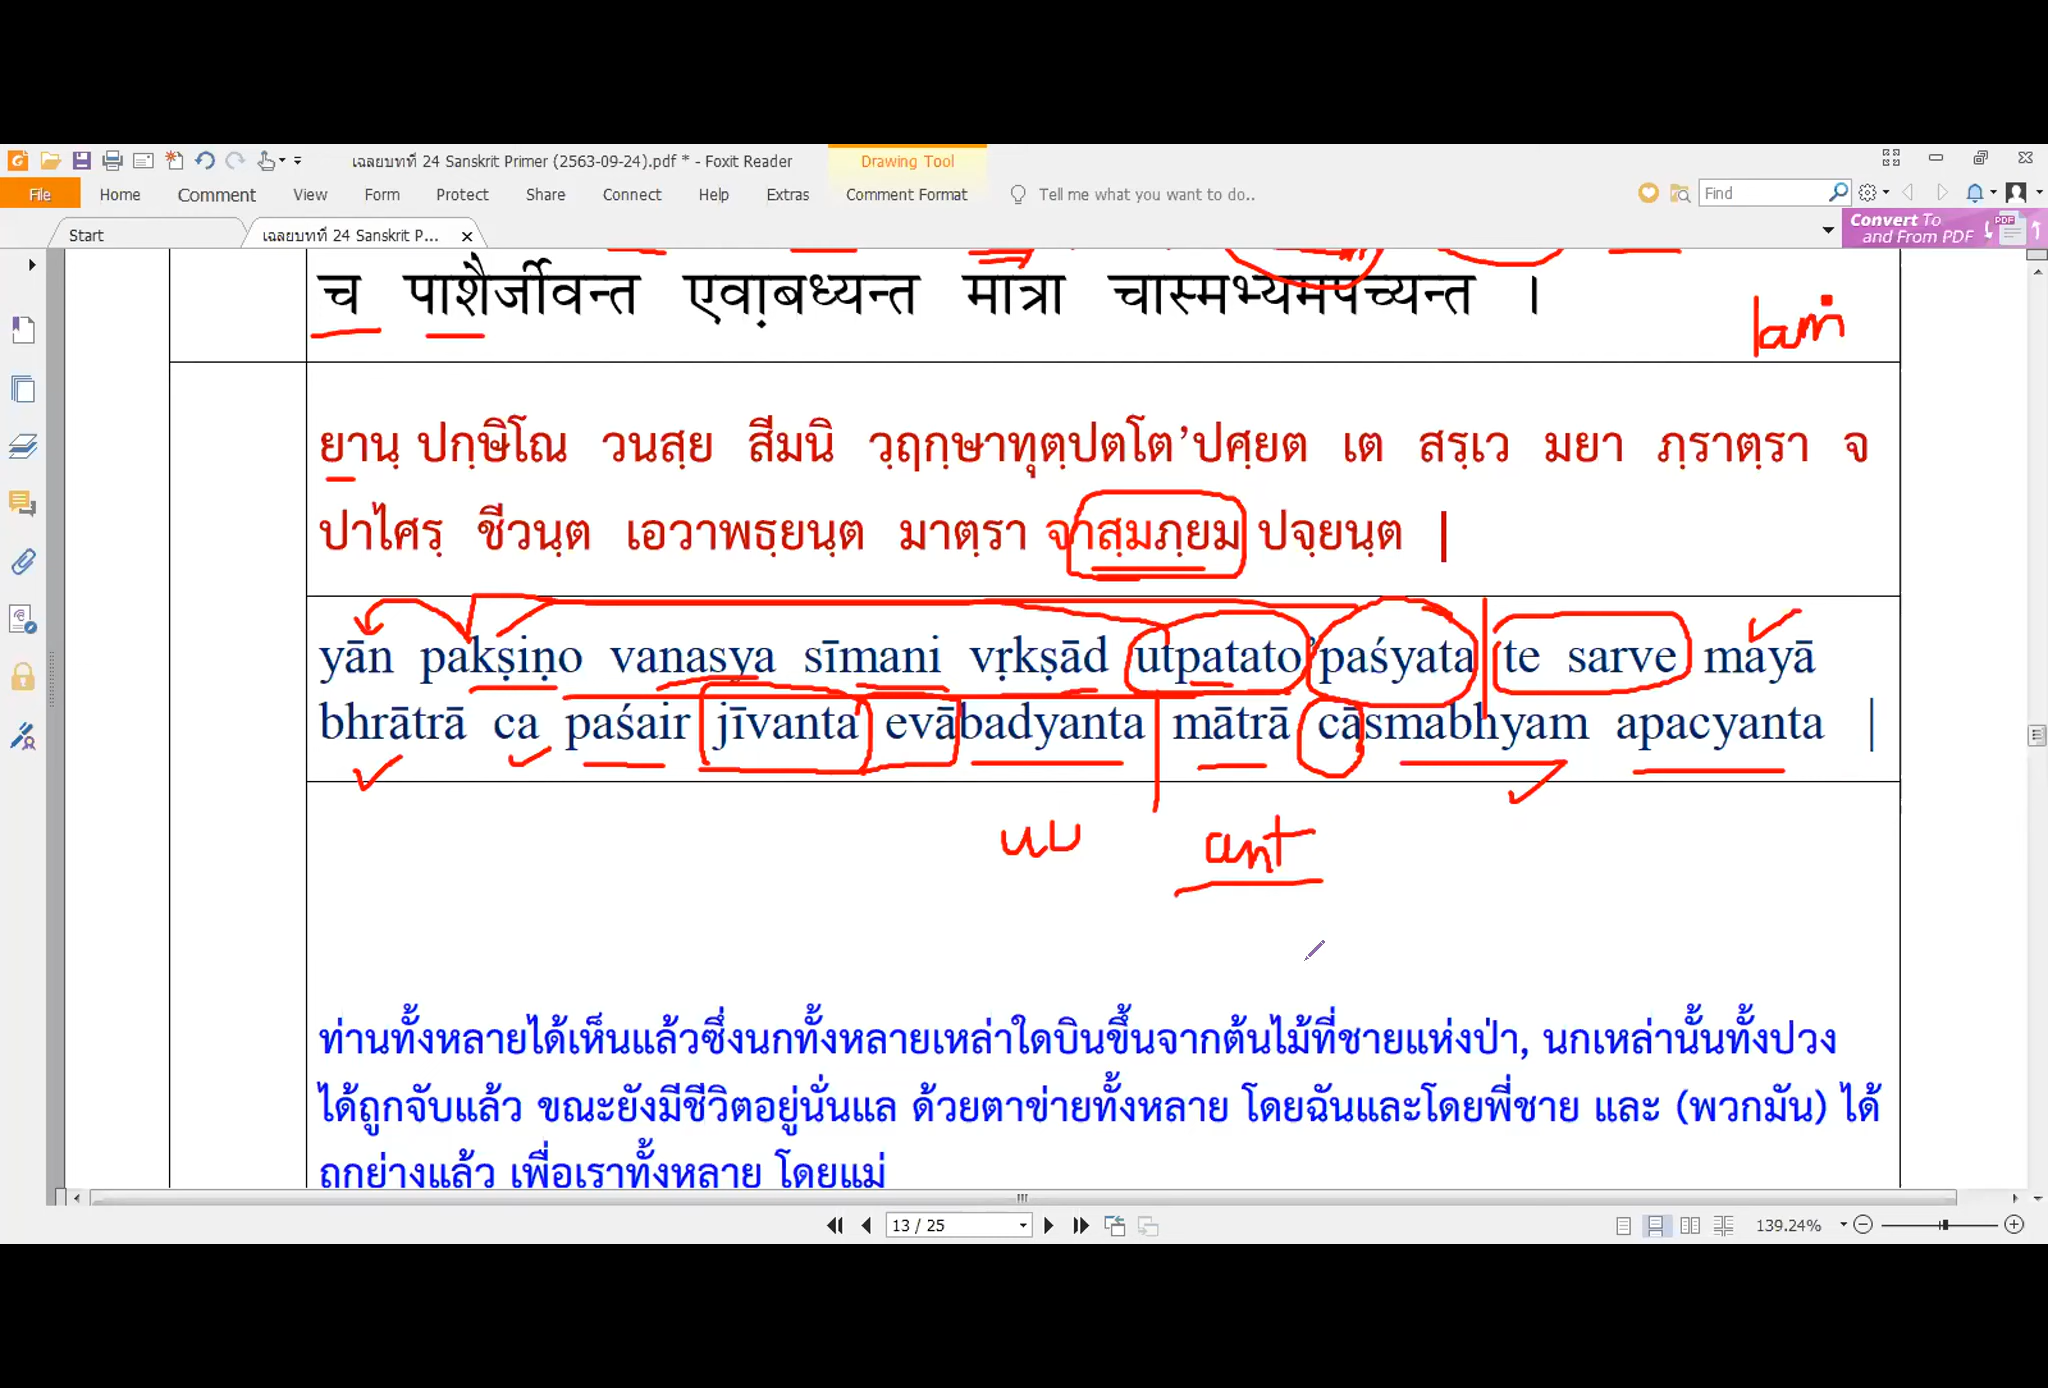 เฉลยบทที่ 24 Sanskrit Primer (2563-09-24).pdf * - Foxit Reader
Drawing Tool
File Home Comment View Form Protect Share Connect Help Extras Comment Format Tell me what you want to do.. Find
Start
เฉลยบทที่ 24 Sanskrit P...
Convert To
and From PDF
PDF
च पाशैर्जीवन्त एवा़बध्यन्त मात्रा चास्मभ्यमपच्यन्त ।
aṁ
ยานฺ ปกฺษิโณ วนสฺย สีมนิ วฺฤกฺษาทุตฺปตโต’ปศฺยต เต สรฺเว มยา ภฺราตฺรา จ
ปาไศรฺ ชีวนฺต เอวาพธฺยนฺต มาตฺรา จาสฺมภฺยม ปจฺยนฺต |
yān pakṣiṇo vanasya sīmani vṛkṣād utpatato’paśyata te sarve mayā
bhrātrā ca paśair jīvanta evābadyanta mātrā cāsmabhyam apacyanta |
ant
ท่านทั้งหลายได้เห็นแล้วซึ่งนกทั้งหลายเหล่าใดบินขึ้นจากต้นไม้ที่ชายแห่งป่า, นกเหล่านั้นทั้งปวง
ได้ถูกจับแล้ว ขณะยังมีชีวิตอยู่นั่นแล ด้วยตาข่ายทั้งหลาย โดยฉันและโดยพี่ชาย และ (พวกมัน) ได้
ถูกย่างแล้ว เพื่อเราทั้งหลาย โดยแม่
13 / 25
139.24%